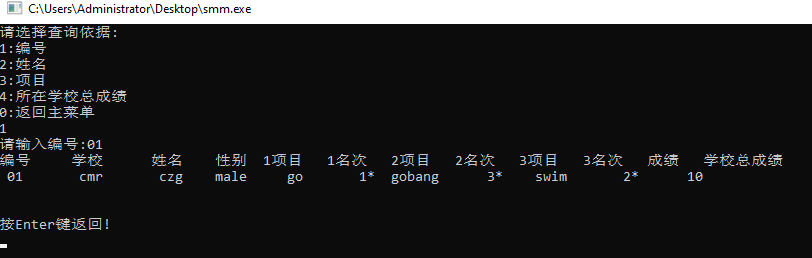 C:\Users\Administrator\Desktop\smm.exe
请选择查询依据:
1:编号
2:姓名
3:项目
4:所在学校总成绩
0:返回主菜单
1
请输入编号:01
编号 学校 姓名 性别 1项目 1名次 2项目 2名次 3项目 3名次 成绩 学校总成绩
01 cmr czg male go 1* gobang 3* swim 2* 10
按Enter键返回!